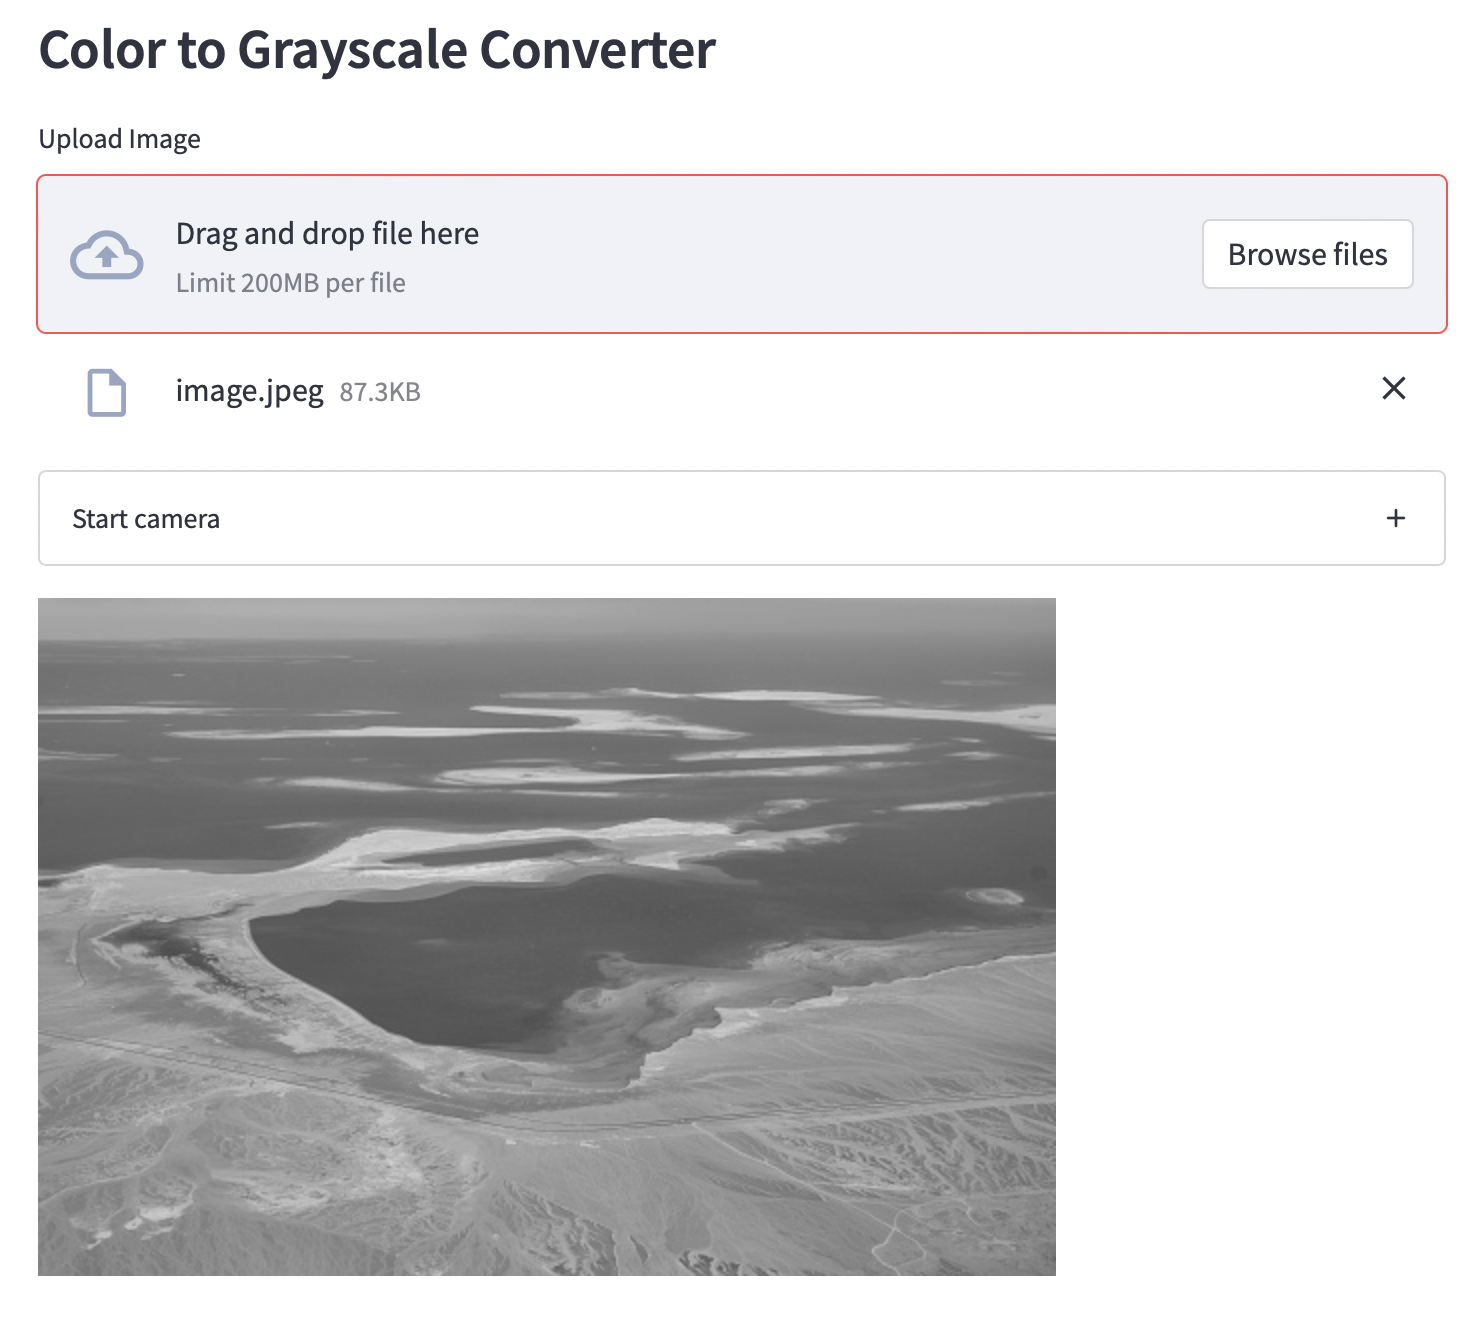 Color to Grayscale Converter
Upload Image
Drag and drop file here
Limit 200MB per file
Browse files
image.jpeg 87.3KB
Start camera